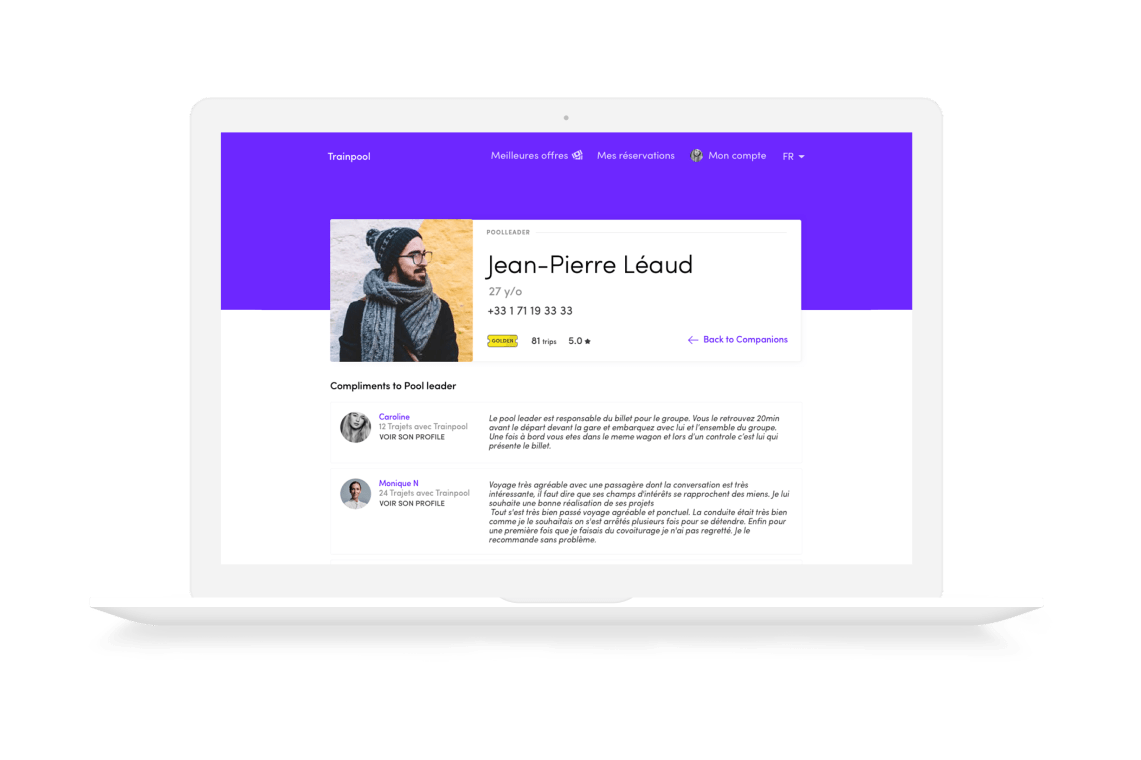 Trainpool
Meilleures offres
Mes réservations
Mon compte
FR
POOLLEADER
Jean-Pierre Léaud
27 y/o
+33 1 71 19 33 33
GOLDEN
81 trips
5.0
Back to Companions
Compliments to Pool leader
Caroline
12 Trajets avec Trainpool
VOIR SON PROFILE
Le pool leader est responsable du billet pour le groupe. Vous le retrouvez 20min
avant le départ devant la gare et embarquez avec lui et l'ensemble du groupe.
Une fois à bord vous etes dans le meme wagon et lors d'un controle c'est lui qui
présente le billet.
Monique N
24 Trajets avec Trainpool
VOIR SON PROFILE
Voyage très agréable avec une passagère dont la conversation est très
intéressante, il faut dire que ses champs d'intérêts se rapprochent des miens. Je lui
souhaite une bonne réalisation de ses projets
Tout s'est très bien passé voyage agréable et ponctuel. La conduite était très bien
comme je le souhaitais on s'est arrêtés plusieurs fois pour se détendre. Enfin pour
une première fois que je faisais du covoiturage je n'ai pas regretté. Je le
recommande sans problème.